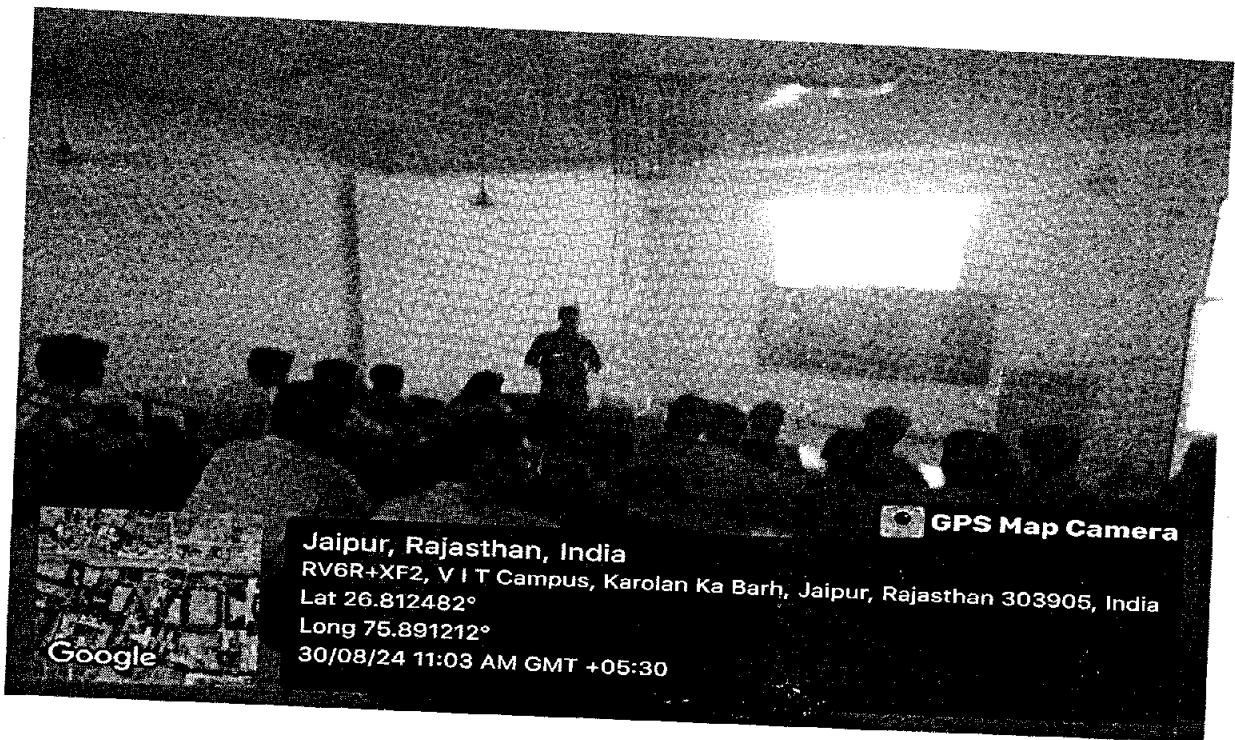 GPS Map Camera
Jaipur, Rajasthan, India
RV6R+XF2, V I T Campus, Karolan Ka Barh, Jaipur, Rajasthan 303905, India
Lat 26.812482°
Long 75.891212°
30/08/24 11:03 AM GMT +05:30
Google